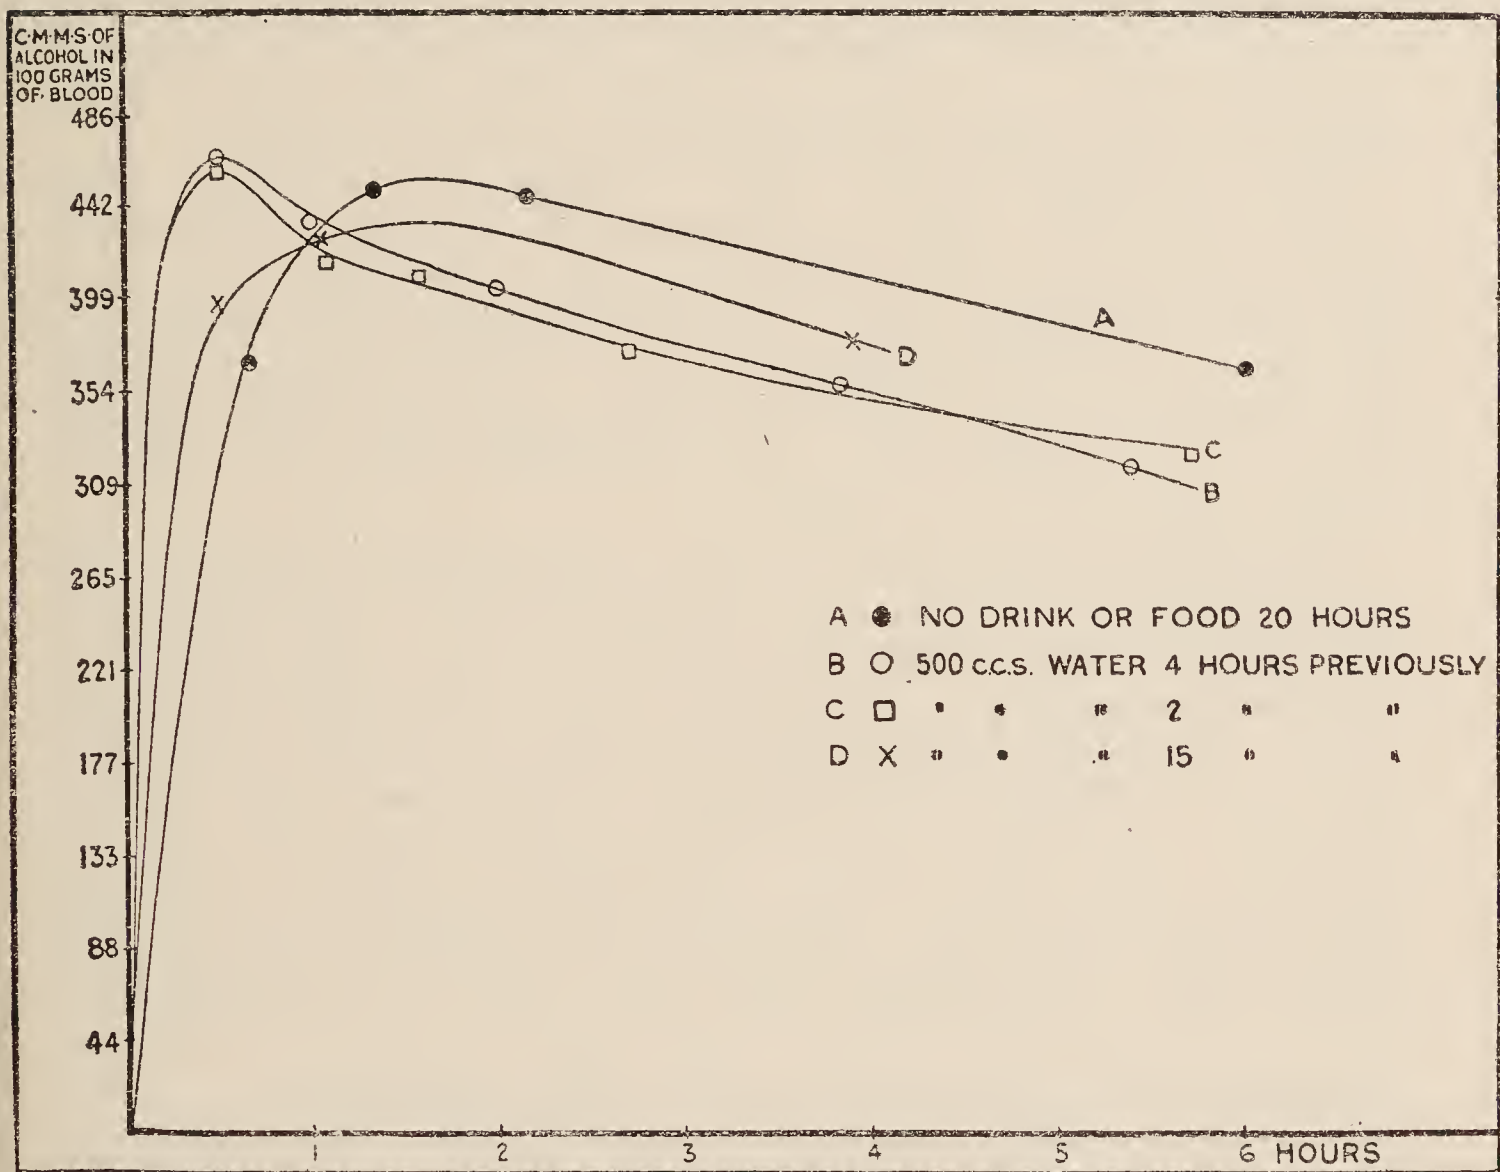 C·M·M·S·OF
ALCOHOL IN
100 GRAMS
OF· BLOOD
486
442
399
354
309
265
221
177
133
88
44
A
D
C
B
A ● NO DRINK OR FOOD 20 HOURS
B O 500 c.c.s. WATER 4 HOURS PREVIOUSLY
C □ " " " 2 " "
D X " " " 15 " "
1 2 3 4 5 6 HOURS